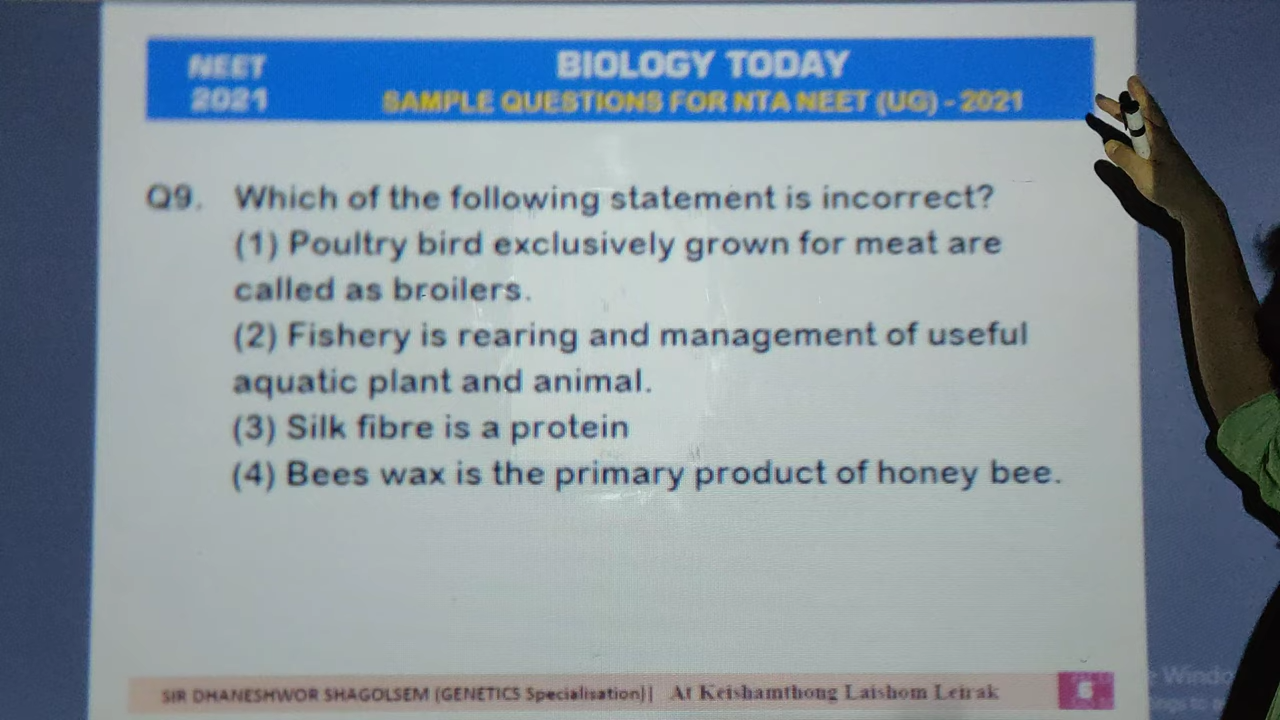 NEET
2021
BIOLOGY TODAY
SAMPLE QUESTIONS FOR NTA NEET (UG) - 2021
Q9. Which of the following statement is incorrect?
(1) Poultry bird exclusively grown for meat are
called as broilers.
(2) Fishery is rearing and management of useful
aquatic plant and animal.
(3) Silk fibre is a protein
(4) Bees wax is the primary product of honey bee.
SIR DHANESHWOR SHAGOLSEM (GENETICS Specialisation)| At Keishamthong Laishom Leirak
6